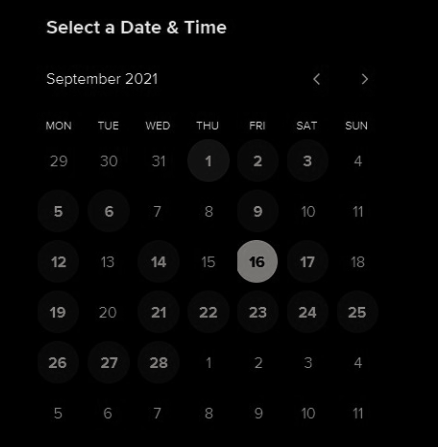 Select a Date & Time
September 2021 < >
MON TUE WED THU FRI SAT SUN
29 30 31 1 2 3 4
5 6 7 8 9 10 11
12 13 14 15 16 17 18
19 20 21 22 23 24 25
26 27 28 1 2 3 4
5 6 7 8 9 10 11